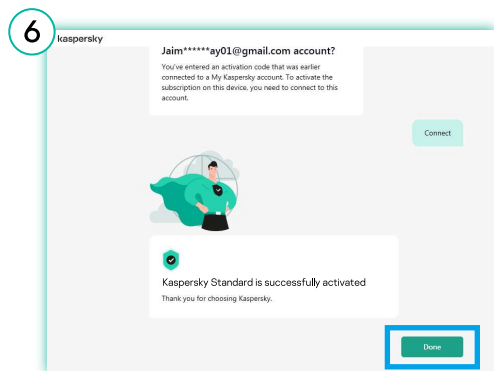 6
kaspersky
Jaim******ay01@gmail.com account?
You've entered an activation code that was earlier
connected to a My Kaspersky account. To activate the
subscription on this device, you need to connect to this
account.
Connect
Kaspersky Standard is successfully activated
Thank you for choosing Kaspersky.
Done